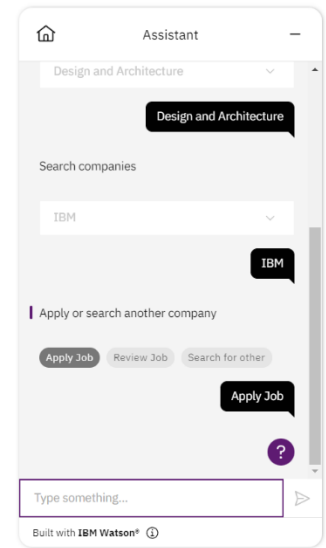 Assistant
Design and Architecture
Design and Architecture
Search companies
IBM
IBM
Apply or search another company
Apply Job Review Job Search for other
Apply Job
?
Type something...
Built with IBM Watson®